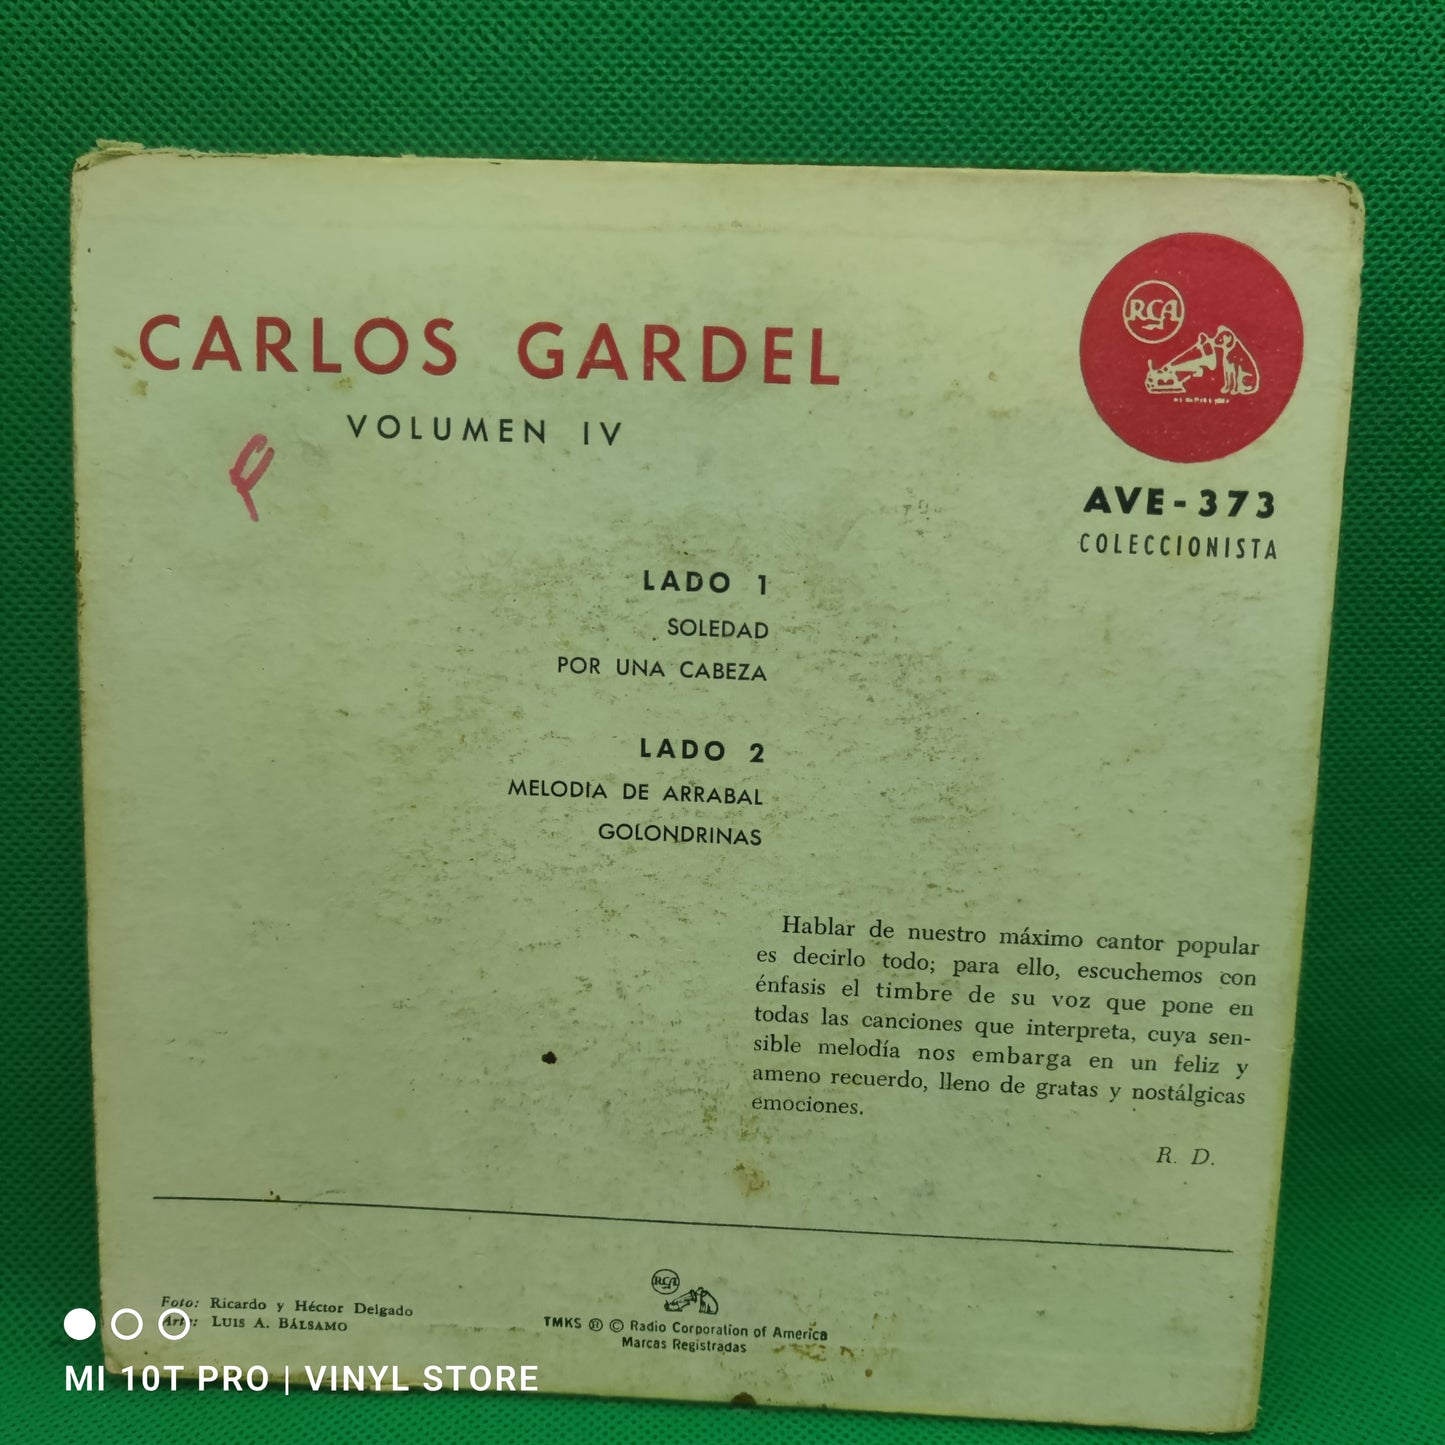 CARLOS GARDEL
VOLUMEN IV
RCA
AVE-373
COLECCIONISTA
LADO 1
SOLEDAD
POR UNA CABEZA
LADO 2
MELODIA DE ARRABAL
GOLONDRINAS
Hablar de nuestro máximo cantor popular
es decirlo todo; para ello, escuchemos con
énfasis el timbre de su voz que pone en
todas las canciones que interpreta, cuya sen-
sible melodía nos embarga en un feliz y
ameno recuerdo, lleno de gratas y nostálgicas
emociones.
R. D.
Foto: Ricardo y Héctor Delgado
Arte: LUIS A. BÁLSAMO
RCA
TMKS ® © Radio Corporation of America
Marcas Registradas
MI 10T PRO | VINYL STORE